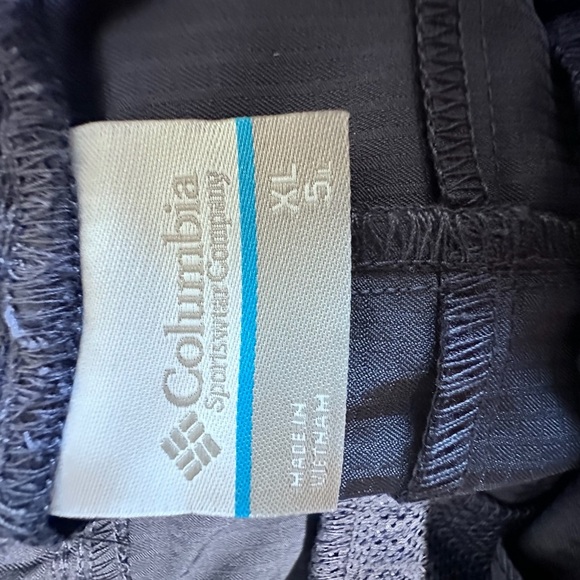 Columbia
Sportswear Company
XL
5L
MADE IN
VIETNAM